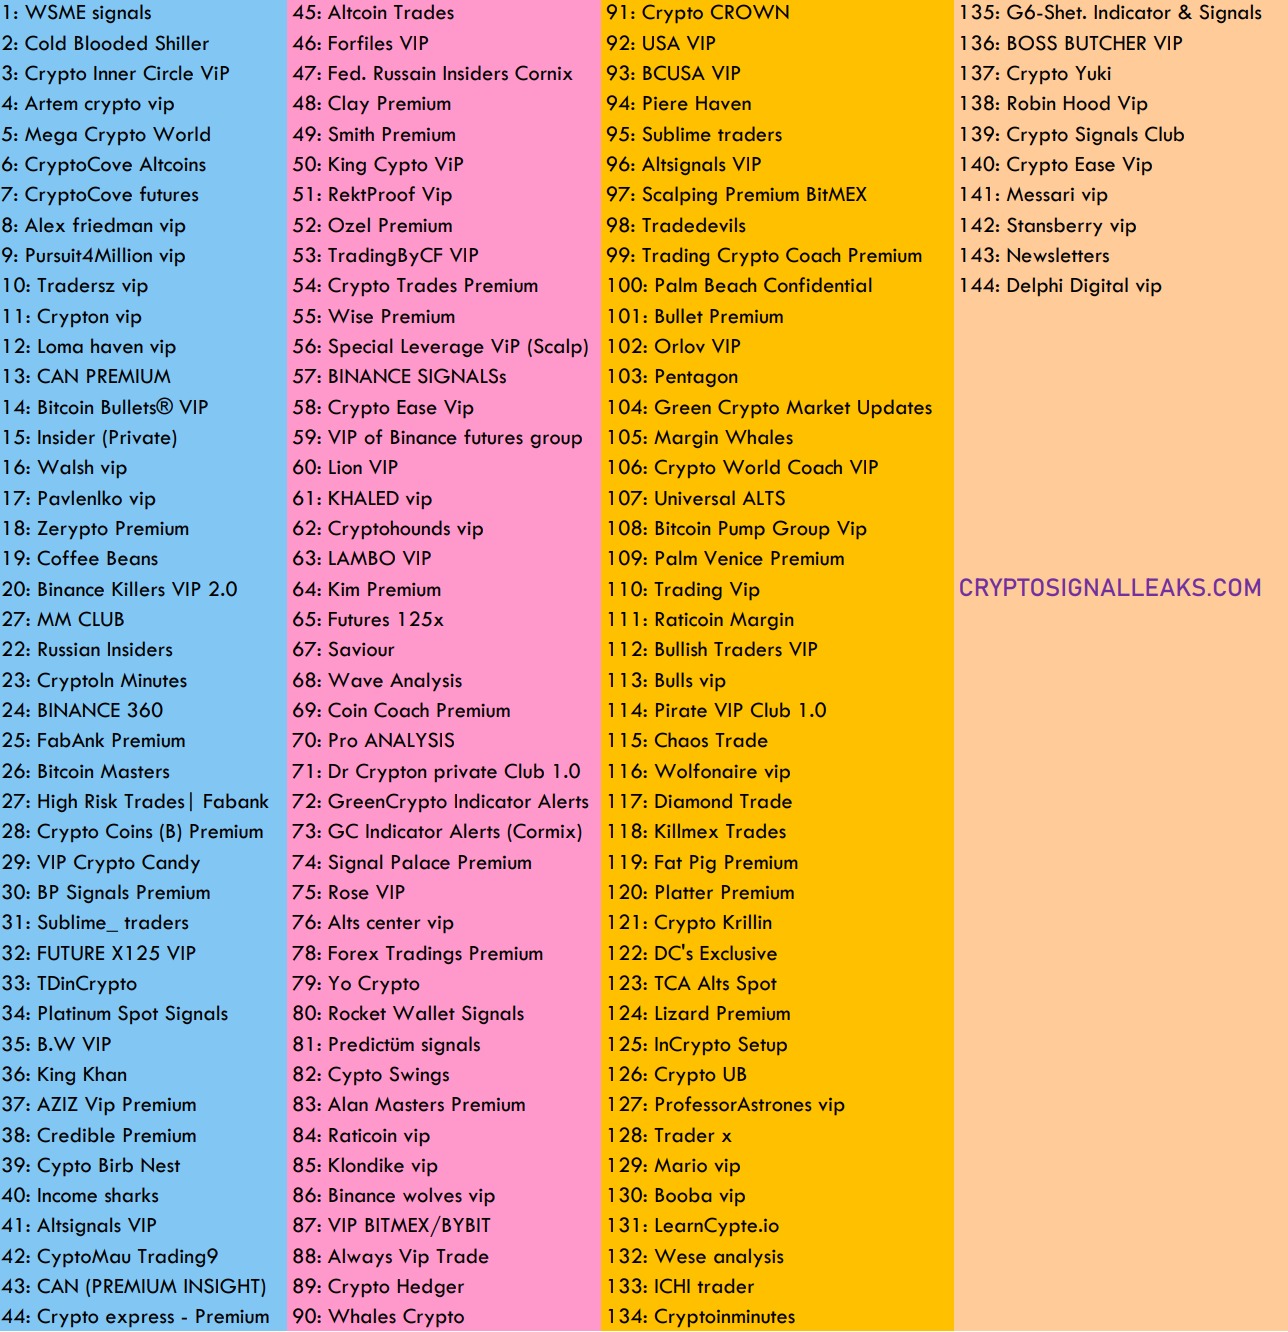 1: WSME signals
2: Cold Blooded Shiller
3: Crypto Inner Circle ViP
4: Artem crypto vip
5: Mega Crypto World
6: CryptoCove Altcoins
7: CryptoCove futures
8: Alex friedman vip
9: Pursuit4Million vip
10: Tradersz vip
11: Crypton vip
12: Loma haven vip
13: CAN PREMIUM
14: Bitcoin Bullets® VIP
15: Insider (Private)
16: Walsh vip
17: Pavlenlko vip
18: Zerypto Premium
19: Coffee Beans
20: Binance Killers VIP 2.0
27: MM CLUB
22: Russian Insiders
23: CryptoIn Minutes
24: BINANCE 360
25: FabAnk Premium
26: Bitcoin Masters
27: High Risk Trades| Fabank
28: Crypto Coins (B) Premium
29: VIP Crypto Candy
30: BP Signals Premium
31: Sublime_ traders
32: FUTURE X125 VIP
33: TDinCrypto
34: Platinum Spot Signals
35: B.W VIP
36: King Khan
37: AZIZ Vip Premium
38: Credible Premium
39: Cypto Birb Nest
40: Income sharks
41: Altsignals VIP
42: CyptoMau Trading9
43: CAN (PREMIUM INSIGHT)
44: Crypto express - Premium
45: Altcoin Trades
46: Forfiles VIP
47: Fed. Russain Insiders Cornix
48: Clay Premium
49: Smith Premium
50: King Cypto ViP
51: RektProof Vip
52: Ozel Premium
53: TradingByCF VIP
54: Crypto Trades Premium
55: Wise Premium
56: Special Leverage ViP (Scalp)
57: BINANCE SIGNALSs
58: Crypto Ease Vip
59: VIP of Binance futures group
60: Lion VIP
61: KHALED vip
62: Cryptohounds vip
63: LAMBO VIP
64: Kim Premium
65: Futures 125x
67: Saviour
68: Wave Analysis
69: Coin Coach Premium
70: Pro ANALYSIS
71: Dr Crypton private Club 1.0
72: GreenCrypto Indicator Alerts
73: GC Indicator Alerts (Cormix)
74: Signal Palace Premium
75: Rose VIP
76: Alts center vip
78: Forex Tradings Premium
79: Yo Crypto
80: Rocket Wallet Signals
81: Predictüm signals
82: Cypto Swings
83: Alan Masters Premium
84: Raticoin vip
85: Klondike vip
86: Binance wolves vip
87: VIP BITMEX/BYBIT
88: Always Vip Trade
89: Crypto Hedger
90: Whales Crypto
91: Crypto CROWN
92: USA VIP
93: BCUSA VIP
94: Piere Haven
95: Sublime traders
96: Altsignals VIP
97: Scalping Premium BitMEX
98: Tradedevils
99: Trading Crypto Coach Premium
100: Palm Beach Confidential
101: Bullet Premium
102: Orlov VIP
103: Pentagon
104: Green Crypto Market Updates
105: Margin Whales
106: Crypto World Coach VIP
107: Universal ALTS
108: Bitcoin Pump Group Vip
109: Palm Venice Premium
110: Trading Vip
111: Raticoin Margin
112: Bullish Traders VIP
113: Bulls vip
114: Pirate VIP Club 1.0
115: Chaos Trade
116: Wolfonaire vip
117: Diamond Trade
118: Killmex Trades
119: Fat Pig Premium
120: Platter Premium
121: Crypto Krillin
122: DC's Exclusive
123: TCA Alts Spot
124: Lizard Premium
125: InCrypto Setup
126: Crypto UB
127: ProfessorAstrones vip
128: Trader x
129: Mario vip
130: Booba vip
131: LearnCypte.io
132: Wese analysis
133: ICHI trader
134: Cryptoinminutes
135: G6-Shet. Indicator & Signals
136: BOSS BUTCHER VIP
137: Crypto Yuki
138: Robin Hood Vip
139: Crypto Signals Club
140: Crypto Ease Vip
141: Messari vip
142: Stansberry vip
143: Newsletters
144: Delphi Digital vip
CRYPTOSIGNALLEAKS.COM